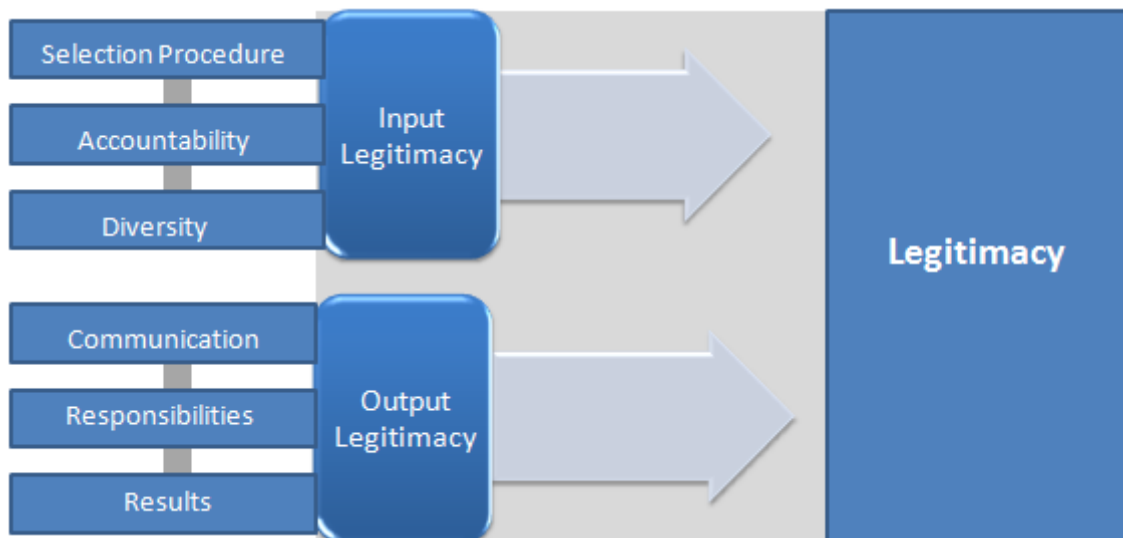 Selection Procedure
Accountability
Diversity
Input
Legitimacy
Communication
Responsibilities
Results
Output
Legitimacy
Legitimacy